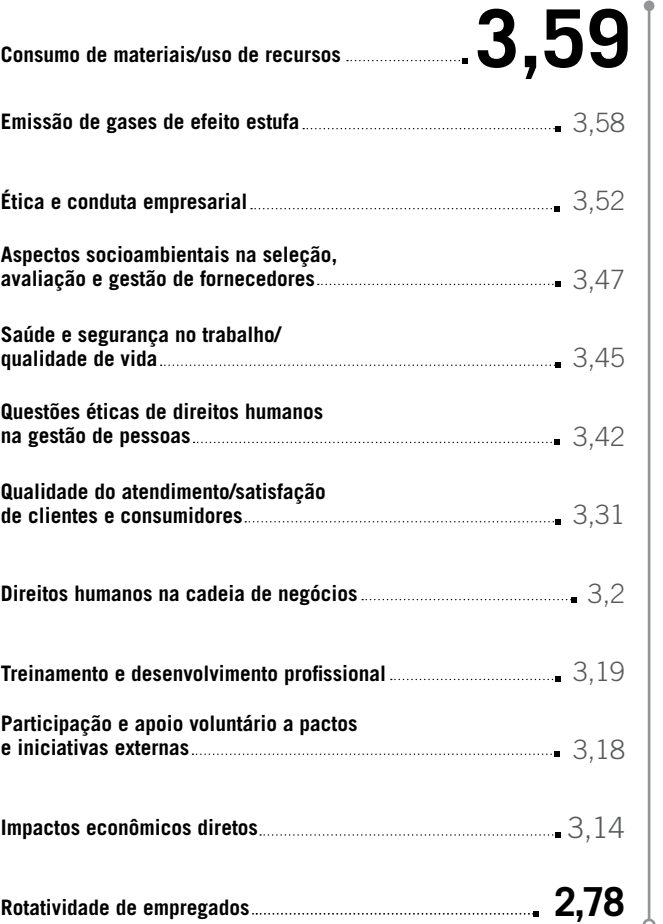 Consumo de materiais/uso de recursos 3,59
Emissão de gases de efeito estufa 3,58
Ética e conduta empresarial 3,52
Aspectos socioambientais na seleção,
avaliação e gestão de fornecedores 3,47
Saúde e segurança no trabalho/
qualidade de vida 3,45
Questões éticas de direitos humanos
na gestão de pessoas 3,42
Qualidade do atendimento/satisfação
de clientes e consumidores 3,31
Direitos humanos na cadeia de negócios 3,2
Treinamento e desenvolvimento profissional 3,19
Participação e apoio voluntário a pactos
e iniciativas externas 3,18
Impactos econômicos diretos 3,14
Rotatividade de empregados 2,78